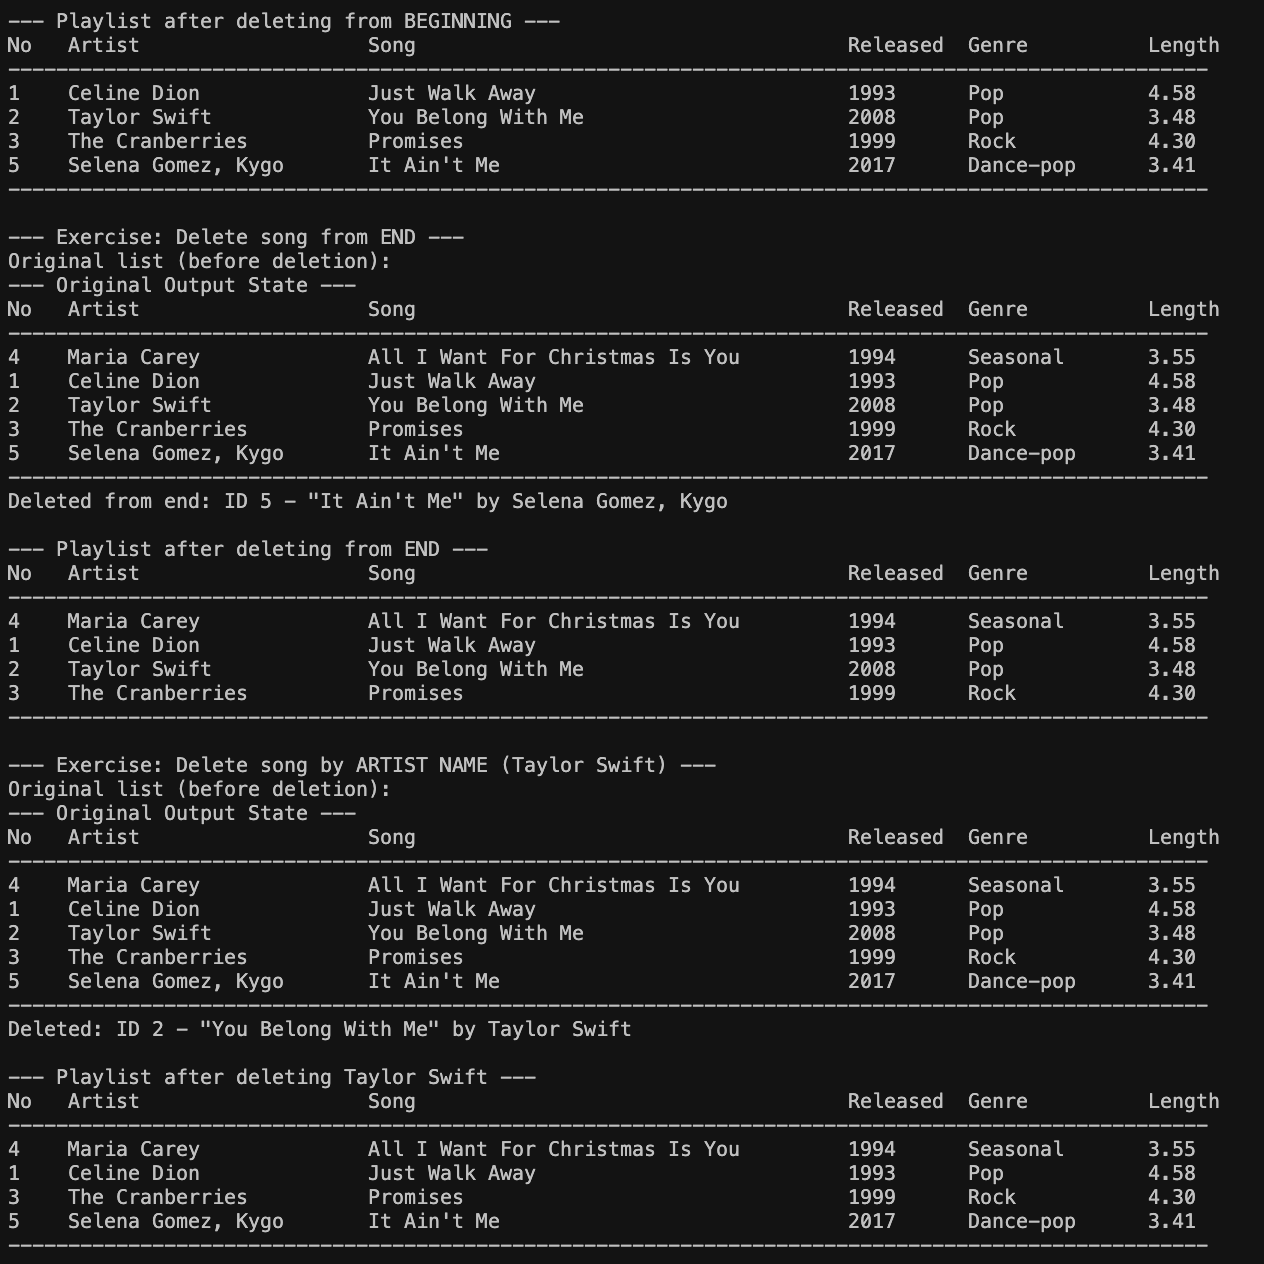 --- Playlist after deleting from BEGINNING ---
No   Artist                   Song                                    Released  Genre          Length
----------------------------------------------------------------------------------------------------
1    Celine Dion              Just Walk Away                          1993      Pop            4.58
2    Taylor Swift             You Belong With Me                      2008      Pop            3.48
3    The Cranberries          Promises                                1999      Rock           4.30
5    Selena Gomez, Kygo       It Ain't Me                             2017      Dance-pop      3.41
----------------------------------------------------------------------------------------------------
--- Exercise: Delete song from END ---
Original list (before deletion):
--- Original Output State ---
No   Artist                   Song                                    Released  Genre          Length
----------------------------------------------------------------------------------------------------
4    Maria Carey              All I Want For Christmas Is You         1994      Seasonal       3.55
1    Celine Dion              Just Walk Away                          1993      Pop            4.58
2    Taylor Swift             You Belong With Me                      2008      Pop            3.48
3    The Cranberries          Promises                                1999      Rock           4.30
5    Selena Gomez, Kygo       It Ain't Me                             2017      Dance-pop      3.41
----------------------------------------------------------------------------------------------------
Deleted from end: ID 5 - "It Ain't Me" by Selena Gomez, Kygo
--- Playlist after deleting from END ---
No   Artist                   Song                                    Released  Genre          Length
----------------------------------------------------------------------------------------------------
4    Maria Carey              All I Want For Christmas Is You         1994      Seasonal       3.55
1    Celine Dion              Just Walk Away                          1993      Pop            4.58
2    Taylor Swift             You Belong With Me                      2008      Pop            3.48
3    The Cranberries          Promises                                1999      Rock           4.30
----------------------------------------------------------------------------------------------------
--- Exercise: Delete song by ARTIST NAME (Taylor Swift) ---
Original list (before deletion):
--- Original Output State ---
No   Artist                   Song                                    Released  Genre          Length
----------------------------------------------------------------------------------------------------
4    Maria Carey              All I Want For Christmas Is You         1994      Seasonal       3.55
1    Celine Dion              Just Walk Away                          1993      Pop            4.58
2    Taylor Swift             You Belong With Me                      2008      Pop            3.48
3    The Cranberries          Promises                                1999      Rock           4.30
5    Selena Gomez, Kygo       It Ain't Me                             2017      Dance-pop      3.41
----------------------------------------------------------------------------------------------------
Deleted: ID 2 - "You Belong With Me" by Taylor Swift
--- Playlist after deleting Taylor Swift ---
No   Artist                   Song                                    Released  Genre          Length
----------------------------------------------------------------------------------------------------
4    Maria Carey              All I Want For Christmas Is You         1994      Seasonal       3.55
1    Celine Dion              Just Walk Away                          1993      Pop            4.58
3    The Cranberries          Promises                                1999      Rock           4.30
5    Selena Gomez, Kygo       It Ain't Me                             2017      Dance-pop      3.41
----------------------------------------------------------------------------------------------------